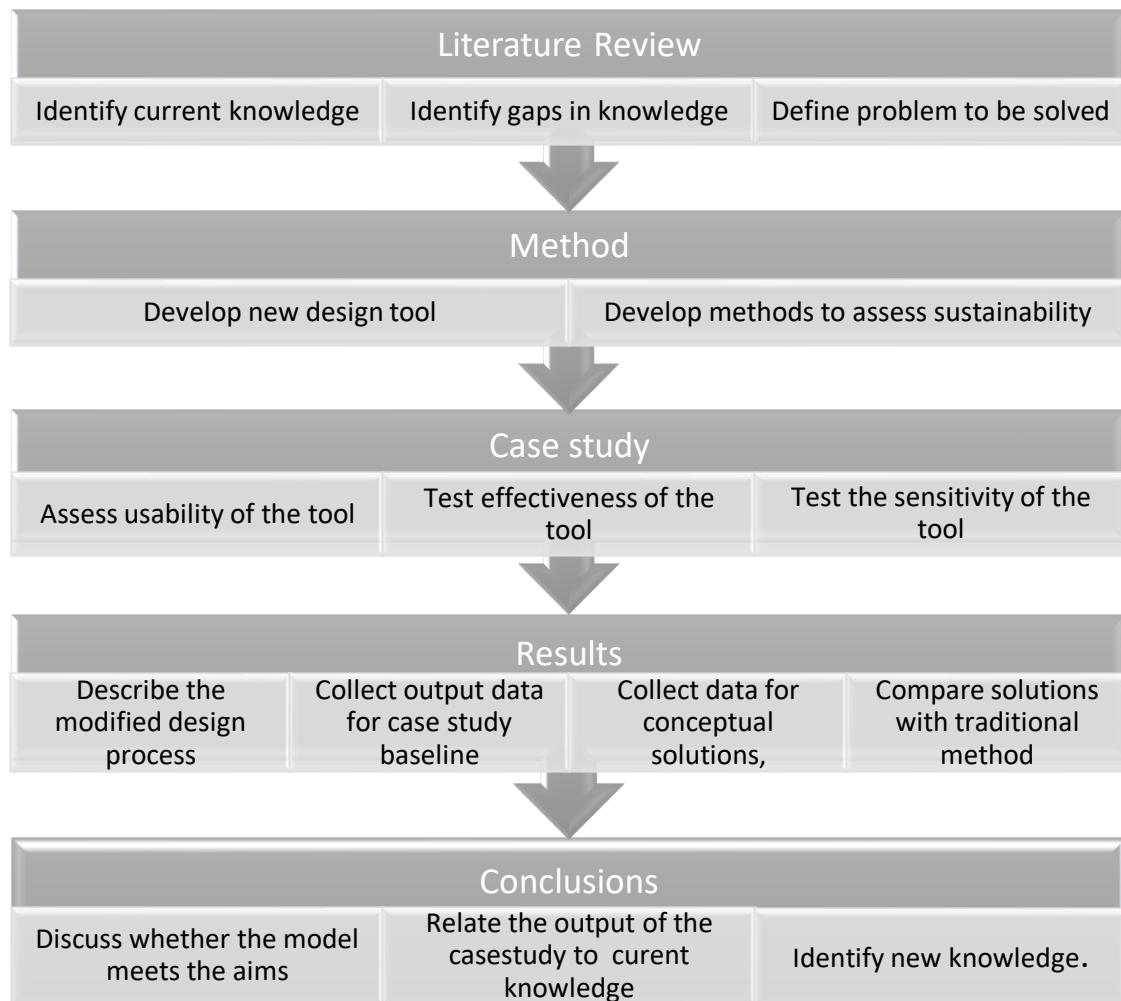 Literature Review
Identify current knowledge
Identify gaps in knowledge
Define problem to be solved
Method
Develop new design tool
Develop methods to assess sustainability
Case study
Assess usability of the tool
Test effectiveness of the
tool
Test the sensitivity of the
tool
Results
Describe the
modified design
process
Collect output data
for case study
baseline
Collect data for
conceptual
solutions,
Compare solutions
with traditional
method
Conclusions
Discuss whether the model
meets the aims
Relate the output of the
casestudy to curent
knowledge
Identify new knowledge.